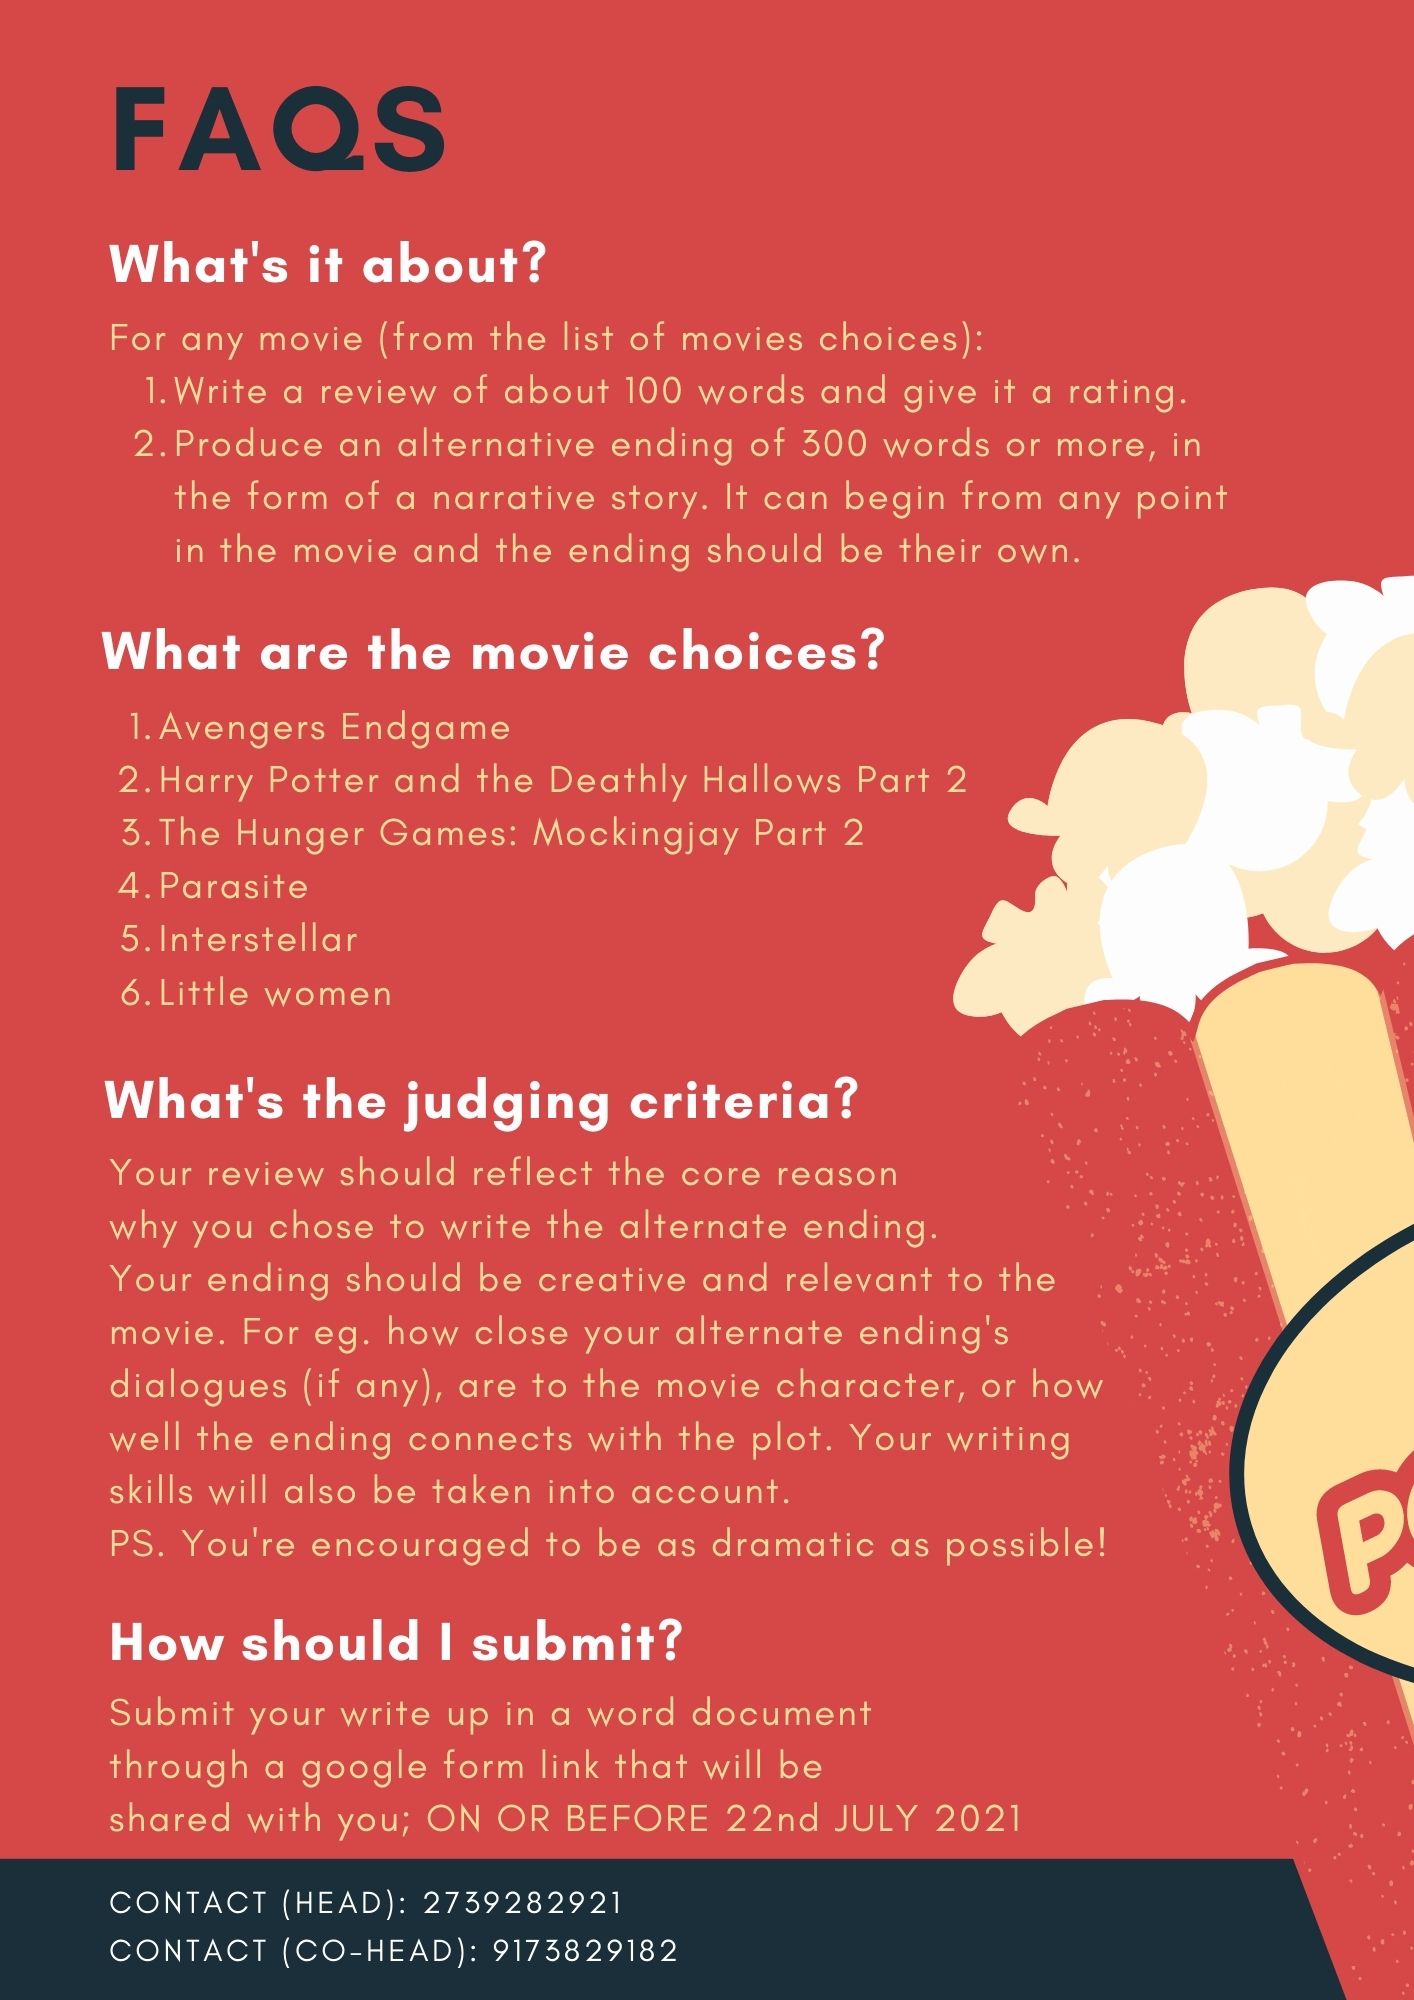 FAQS
What's it about?
For any movie (from the list of movies choices):
1. Write a review of about 100 words and give it a rating.
2. Produce an alternative ending of 300 words or more, in
the form of a narrative story. It can begin from any point
in the movie and the ending should be their own.
What are the movie choices?
1. Avengers Endgame
2. Harry Potter and the Deathly Hallows Part 2
3. The Hunger Games: Mockingjay Part 2
4. Parasite
5. Interstellar
6. Little women
What's the judging criteria?
Your review should reflect the core reason
why you chose to write the alternate ending.
Your ending should be creative and relevant to the
movie. For eg. how close your alternate ending's
dialogues (if any), are to the movie character, or how
well the ending connects with the plot. Your writing
skills will also be taken into account.
PS. You're encouraged to be as dramatic as possible!
How should I submit?
Submit your write up in a word document
through a google form link that will be
shared with you; ON OR BEFORE 22nd JULY 2021
CONTACT (HEAD): 2739282921
CONTACT (CO-HEAD): 9173829182